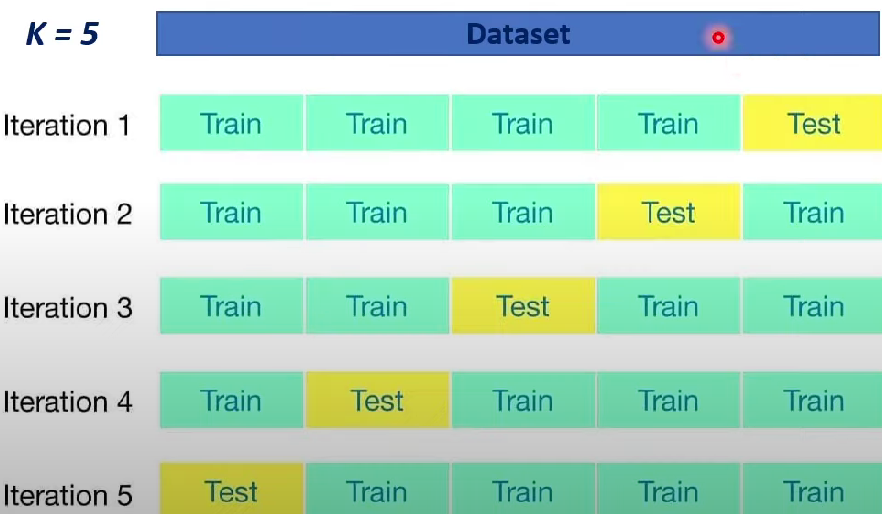 K = 5 Dataset
Iteration 1 Train Train Train Train Test
Iteration 2 Train Train Train Test Train
Iteration 3 Train Train Test Train Train
Iteration 4 Train Test Train Train Train
Iteration 5 Test Train Train Train Train